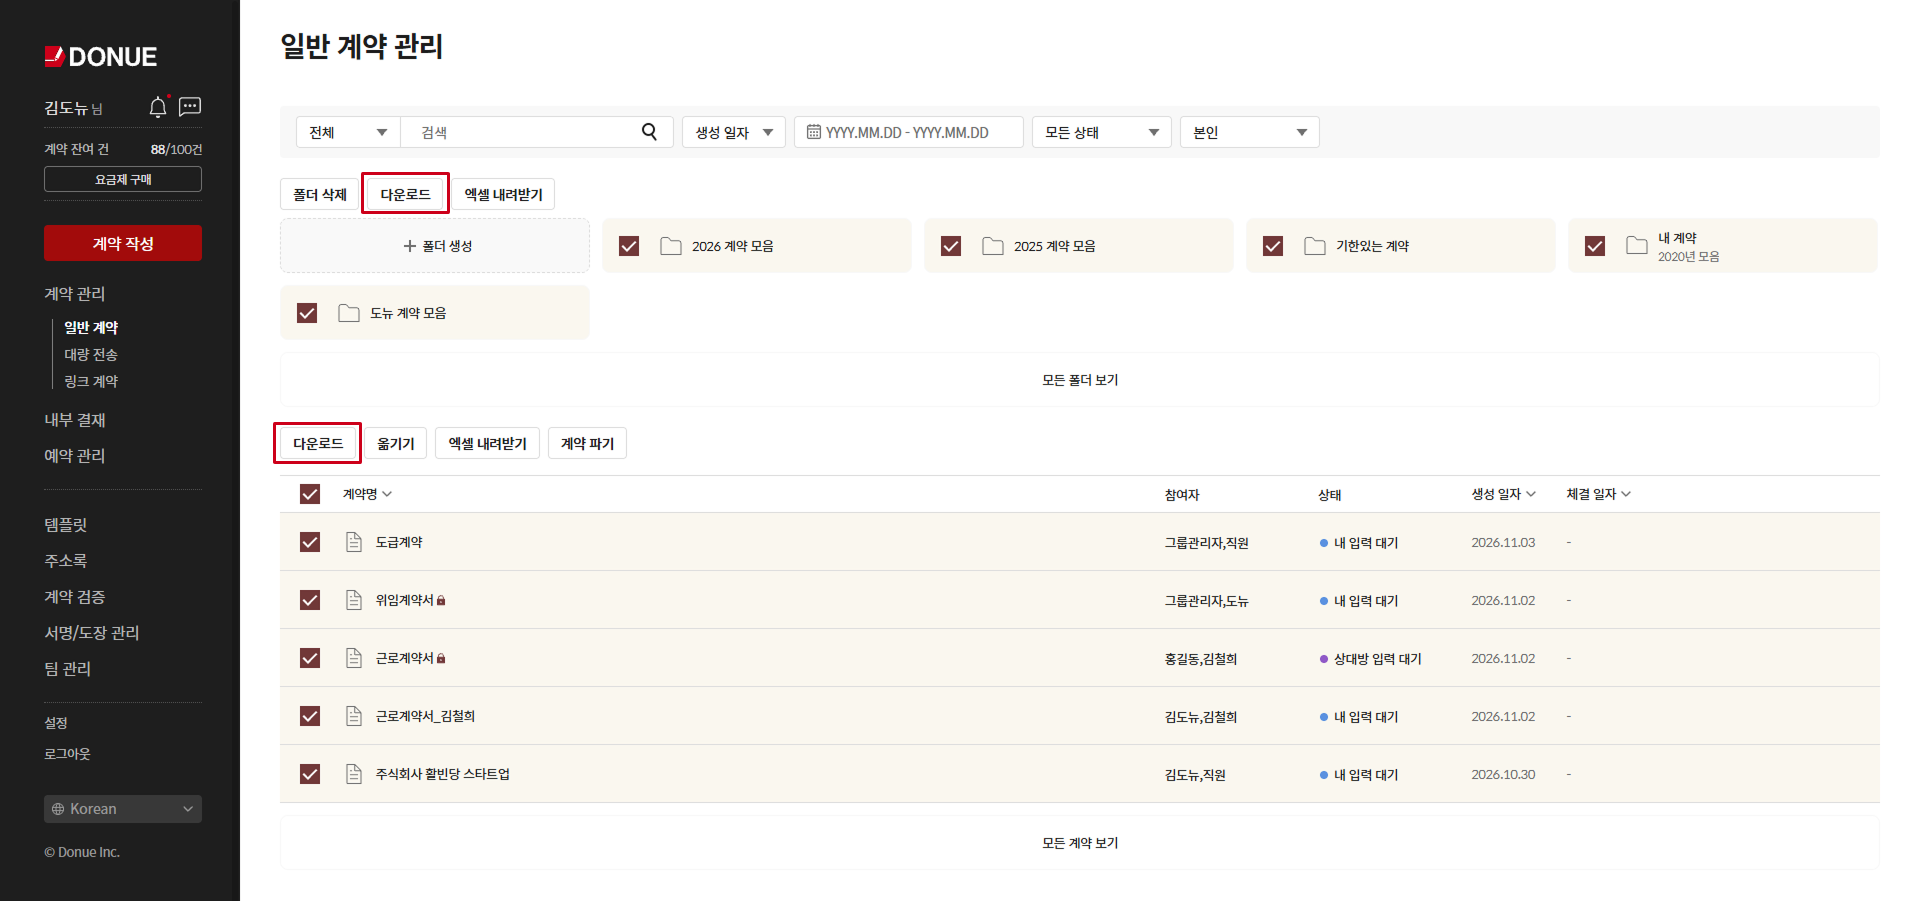 DONUE
김도뉴 님
계약 잔여 건 88/100건
요금제 구매
계약 작성
계약 관리
일반 계약
대량 전송
링크 계약
내부 결재
예약 관리
템플릿
주소록
계약 검증
서명/도장 관리
팀 관리
설정
로그아웃
Korean
© Donue Inc.
일반 계약 관리
전체 검색 생성 일자 YYYY.MM.DD - YYYY.MM.DD 모든 상태 본인
폴더 삭제 다운로드 엑셀 내려받기
폴더 생성 2026 계약 모음 2025 계약 모음 기한있는 계약 내 계약
2020년 모음
도뉴 계약 모음
모든 폴더 보기
다운로드 옮기기 엑셀 내려받기 계약 파기
계약명 참여자 상태 생성 일자 체결 일자
도급계약 그룹관리자,직원 내 입력 대기 2026.11.03 -
위임계약서 그룹관리자,도뉴 내 입력 대기 2026.11.02 -
근로계약서 홍길동,김철희 상대방 입력 대기 2026.11.02 -
근로계약서_김철희 김도뉴,김철희 내 입력 대기 2026.11.02 -
주식회사 활빈당 스타트업 김도뉴,직원 내 입력 대기 2026.10.30 -
모든 계약 보기